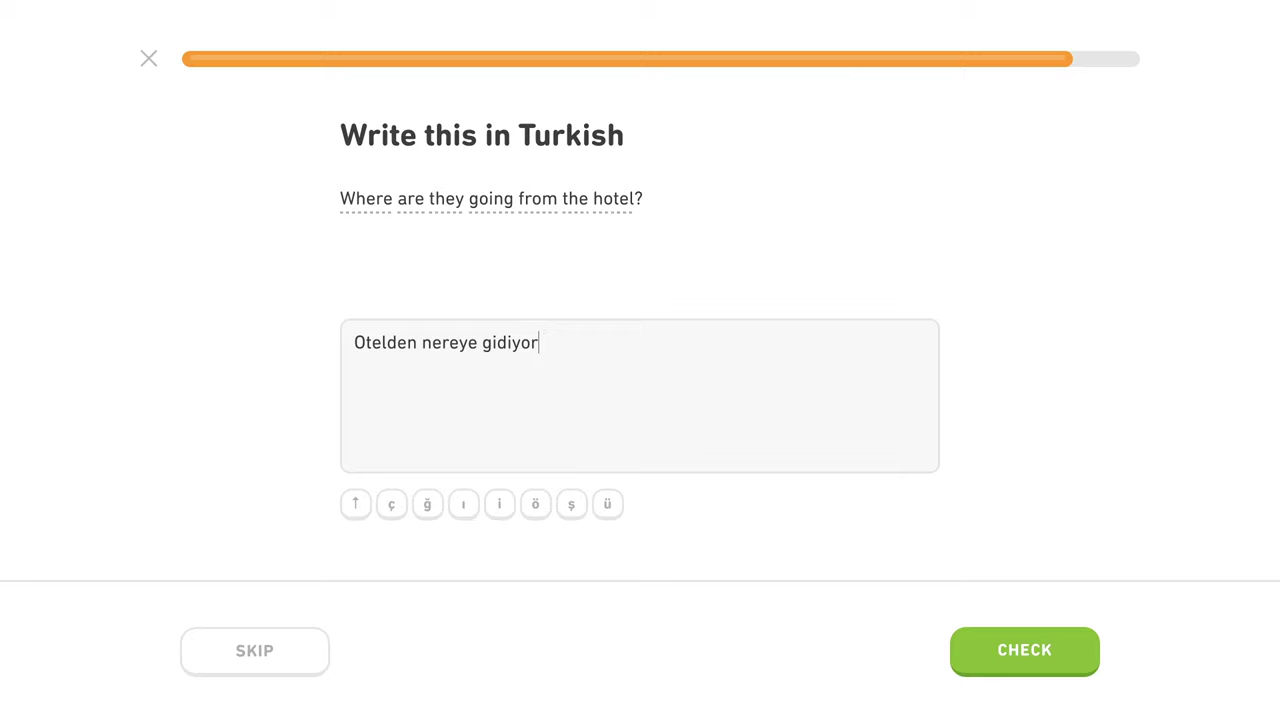 Write this in Turkish
Where are they going from the hotel?
Otelden nereye gidiyor
↑ ç ğ ı i ö ş ü
SKIP
CHECK